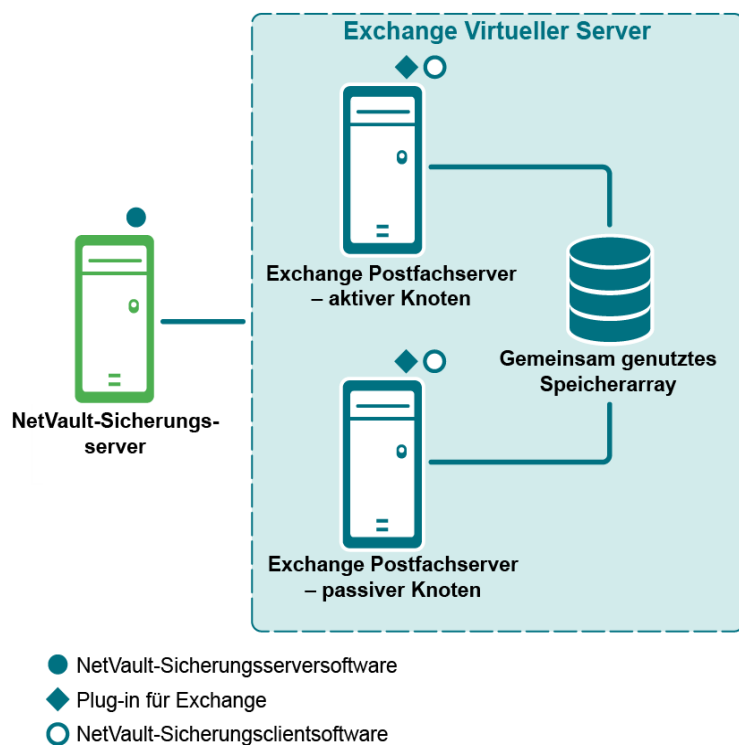 Exchange Virtueller Server
Exchange Postfachserver
– aktiver Knoten
Gemeinsam genutztes
Speicherarray
NetVault-Sicherungs-
server
Exchange Postfachserver
– passiver Knoten
NetVault-Sicherungsserversoftware
Plug-in für Exchange
NetVault-Sicherungsclientsoftware